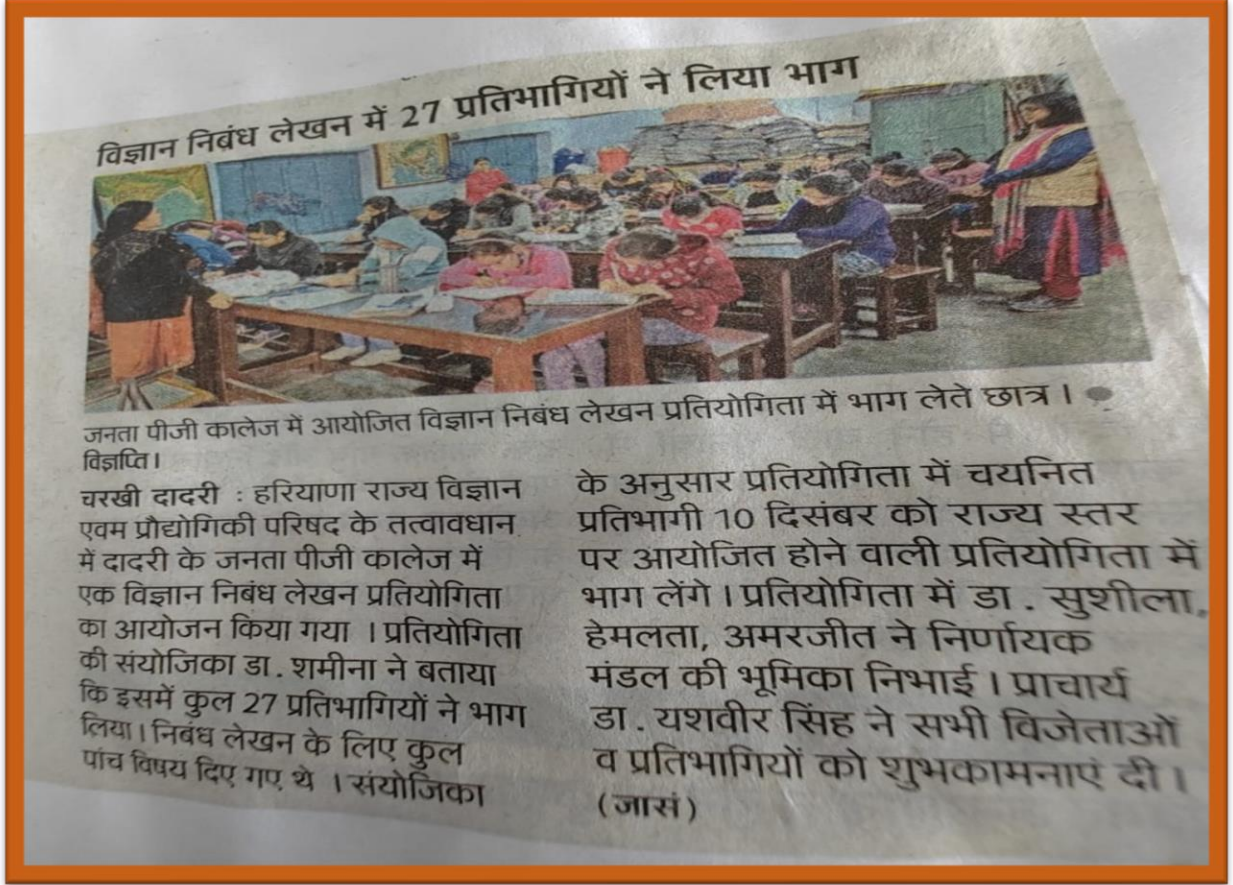 विज्ञान निबंध लेखन में 27 प्रतिभागियों ने लिया भाग
जनता पीजी कालेज में आयोजित विज्ञान निबंध लेखन प्रतियोगिता में भाग लेते छात्र । ●
विज्ञप्ति ।
चरखी दादरी : हरियाणा राज्य विज्ञान
एवम प्रौद्योगिकी परिषद के तत्वावधान
में दादरी के जनता पीजी कालेज में
एक विज्ञान निबंध लेखन प्रतियोगिता
का आयोजन किया गया । प्रतियोगिता
की संयोजिका डा . शमीना ने बताया
कि इसमें कुल 27 प्रतिभागियों ने भाग
लिया । निबंध लेखन के लिए कुल
पांच विषय दिए गए थे । संयोजिका
के अनुसार प्रतियोगिता में चयनित
प्रतिभागी 10 दिसंबर को राज्य स्तर
पर आयोजित होने वाली प्रतियोगिता में
भाग लेंगे । प्रतियोगिता में डा . सुशीला,
हेमलता, अमरजीत ने निर्णायक
मंडल की भूमिका निभाई । प्राचार्य
डा . यशवीर सिंह ने सभी विजेताओं
व प्रतिभागियों को शुभकामनाएं दी ।
(जासं)